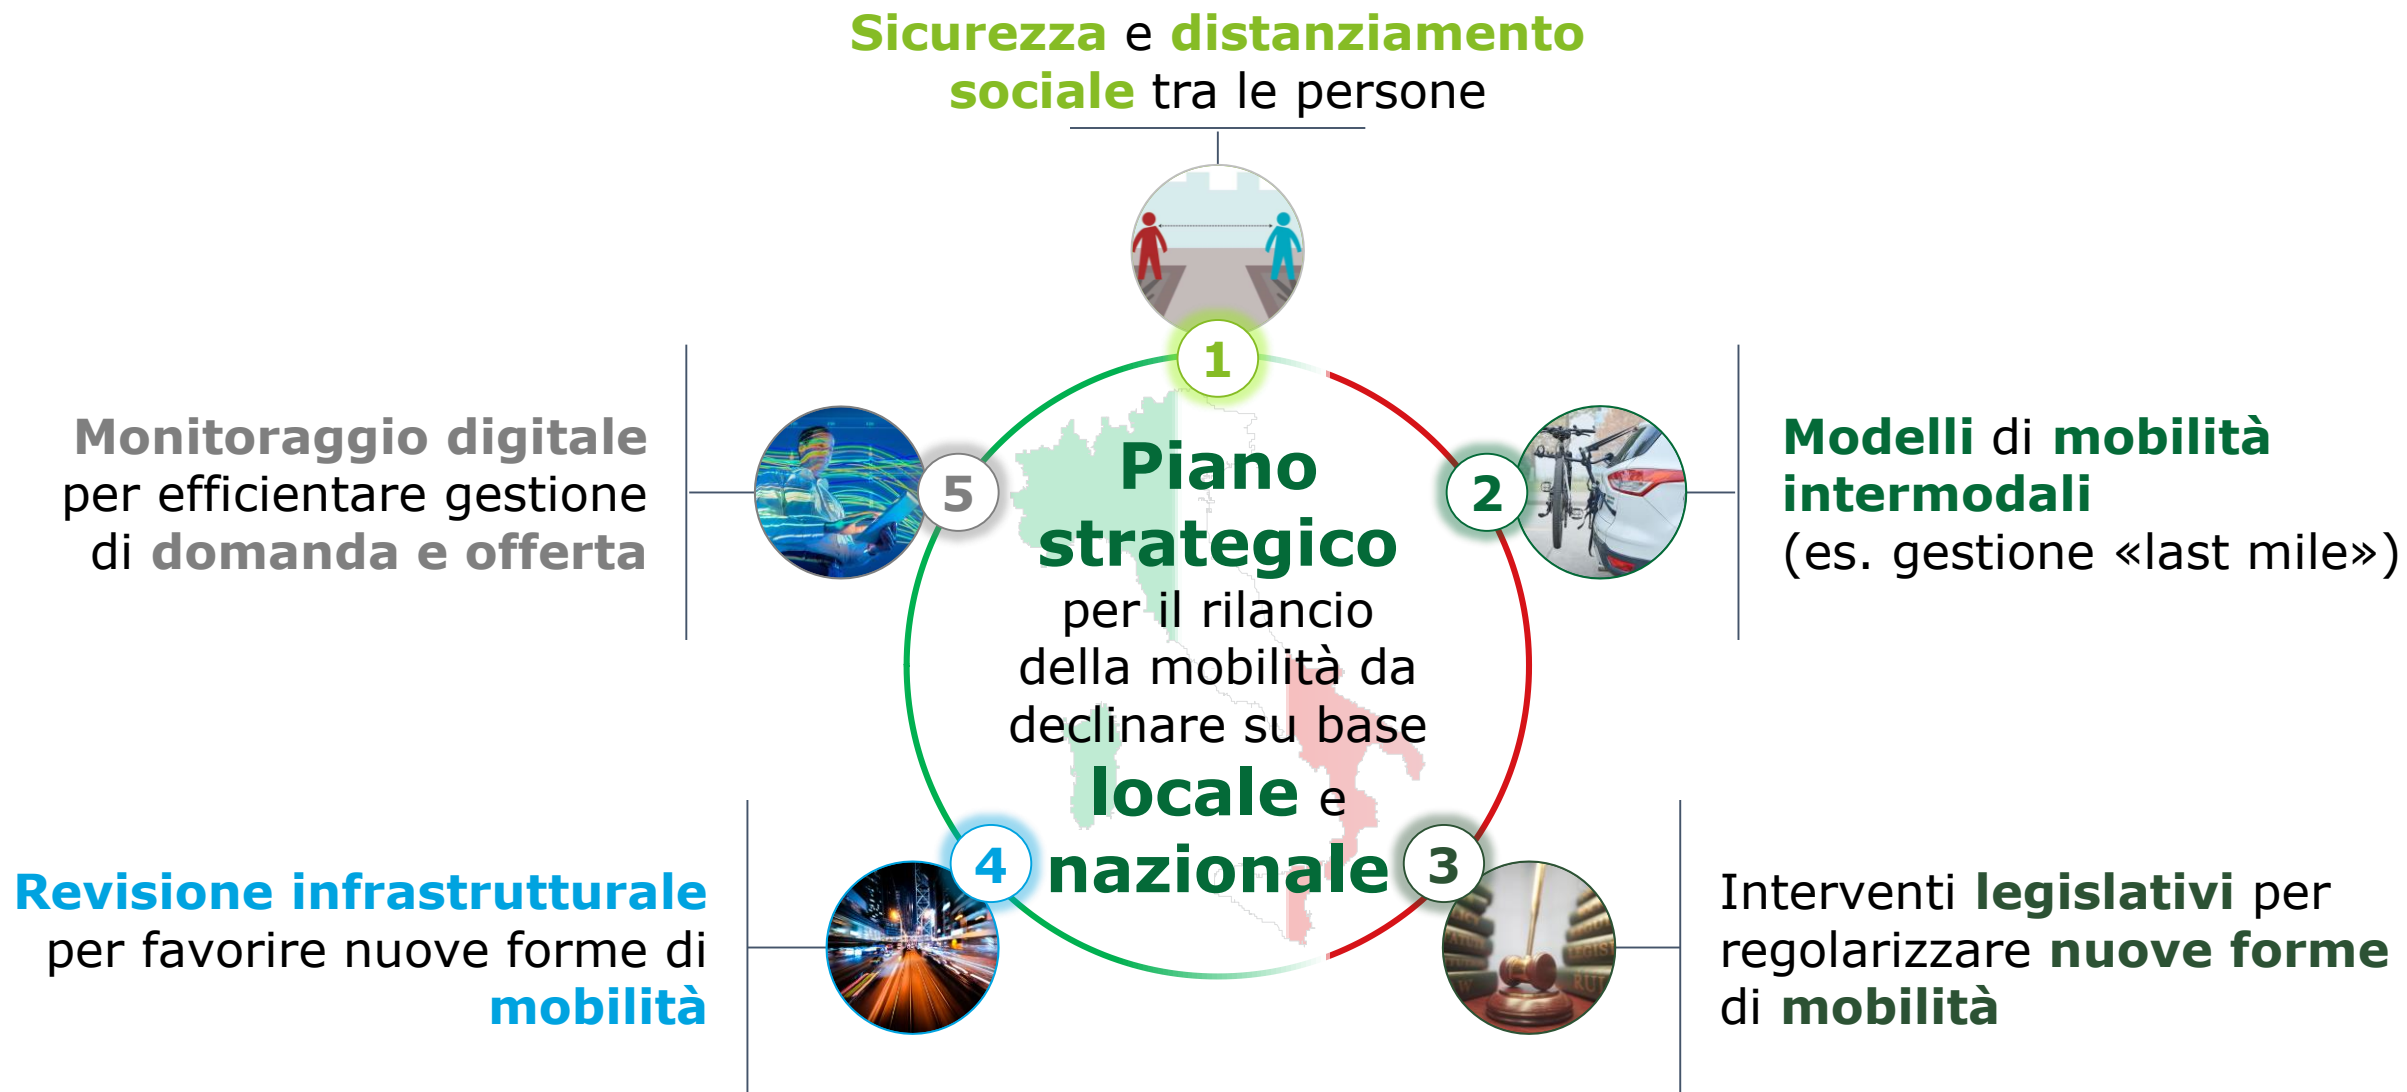 Sicurezza e distanziamento
sociale tra le persone
1
Piano
strategico
per il rilancio
della mobilità da
declinare su base
locale e
nazionale
2
Modelli di mobilità
intermodali
(es. gestione «last mile»)
3
Interventi legislativi per
regolarizzare nuove forme
di mobilità
4
Revisione infrastrutturale
per favorire nuove forme di
mobilità
5
Monitoraggio digitale
per efficientare gestione
di domanda e offerta